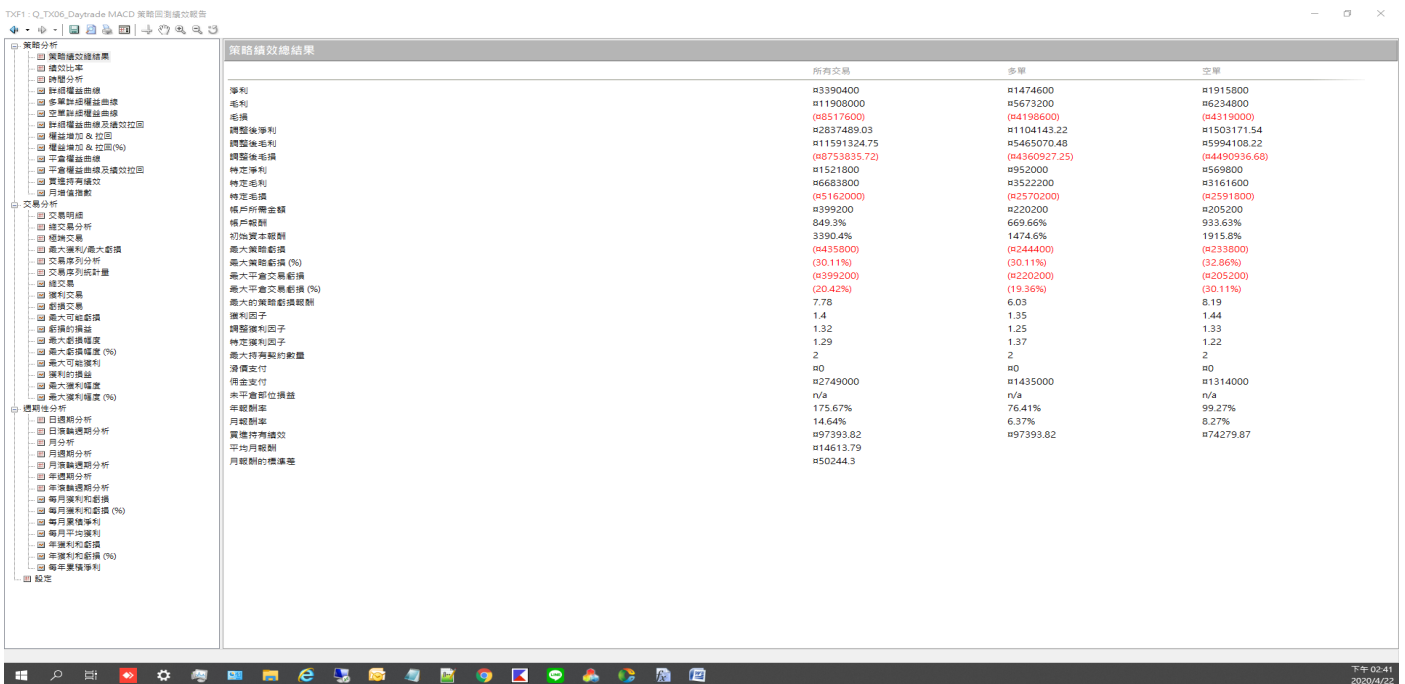 TXF1 : Q_TX06_Daytrade MACD 策略回測績效報告
策略分析
策略績效總結果
績效比率
時間分析
詳細權益曲線
多單詳細權益曲線
空單詳細權益曲線
詳細權益曲線及績效拉回
權益增加 & 拉回
權益增加 & 拉回(%)
平倉權益曲線
平倉權益曲線及績效拉回
買進持有績效
月增值指數
交易分析
交易明細
總交易分析
極端交易
最大獲利/最大虧損
交易序列分析
交易序列統計量
總交易
獲利交易
虧損交易
最大可能虧損
虧損的損益
最大虧損幅度
最大虧損幅度 (%)
最大可能獲利
獲利的損益
最大獲利幅度
最大獲利幅度 (%)
週期性分析
日週期分析
日滾輪週期分析
月分析
月週期分析
月滾輪週期分析
年週期分析
年滾輪週期分析
每月獲利和虧損
每月獲利和虧損 (%)
每月累積淨利
每月平均獲利
年獲利和虧損
年獲利和虧損 (%)
每年累積淨利
設定
策略績效總結果
所有交易 多單 空單
淨利 ¤3390400 ¤1474600 ¤1915800
毛利 ¤11908000 ¤5673200 ¤6234800
毛損 (¤8517600) (¤4198600) (¤4319000)
調整後淨利 ¤2837489.03 ¤1104143.22 ¤1503171.54
調整後毛利 ¤11591324.75 ¤5465070.48 ¤5994108.22
調整後毛損 (¤8753835.72) (¤4360927.25) (¤4490936.68)
特定淨利 ¤1521800 ¤952000 ¤569800
特定毛利 ¤6683800 ¤3522200 ¤3161600
特定毛損 (¤5162000) (¤2570200) (¤2591800)
帳戶所需金額 ¤399200 ¤220200 ¤205200
帳戶報酬 849.3% 669.66% 933.63%
初始資本報酬 3390.4% 1474.6% 1915.8%
最大策略虧損 (¤435800) (¤244400) (¤233800)
最大策略虧損 (%) (30.11%) (30.11%) (32.86%)
最大平倉交易虧損 (¤399200) (¤220200) (¤205200)
最大平倉交易虧損 (%) (20.42%) (19.36%) (30.11%)
最大的策略虧損報酬 7.78 6.03 8.19
獲利因子 1.4 1.35 1.44
調整獲利因子 1.32 1.25 1.33
特定獲利因子 1.29 1.37 1.22
最大持有契約數量 2 2 2
滑價支付 ¤0 ¤0 ¤0
佣金支付 ¤2749000 ¤1435000 ¤1314000
未平倉部位損益 n/a n/a n/a
年報酬率 175.67% 76.41% 99.27%
月報酬率 14.64% 6.37% 8.27%
買進持有績效 ¤97393.82 ¤97393.82 ¤74279.87
平均月報酬 ¤14613.79
月報酬的標準差 ¤50244.3
下午 02:41
2020/4/22